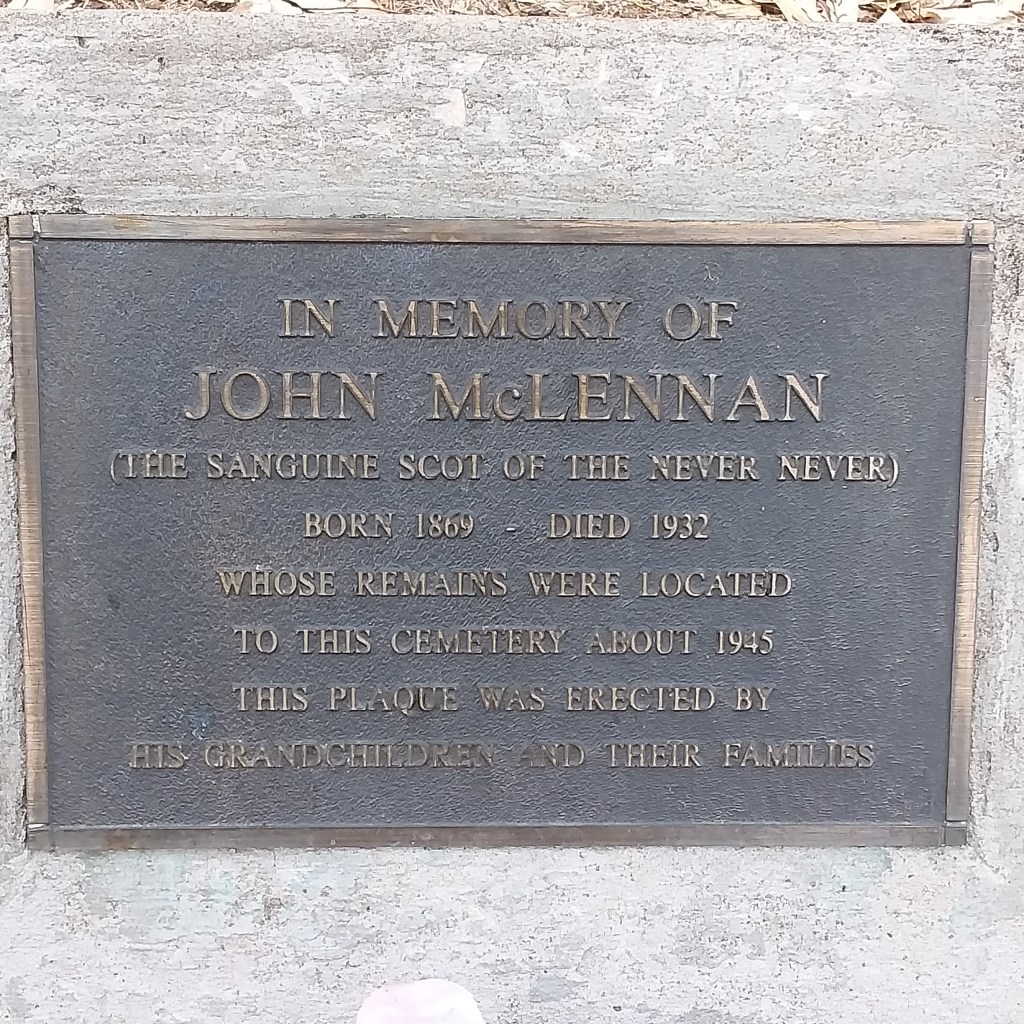 IN MEMORY OF
JOHN McLENNAN
(THE SANGUINE SCOT OF THE NEVER NEVER)
BORN 1869 - DIED 1932
WHOSE REMAINS WERE LOCATED
TO THIS CEMETERY ABOUT 1945
THIS PLAQUE WAS ERECTED BY
HIS GRANDCHILDREN AND THEIR FAMILIES